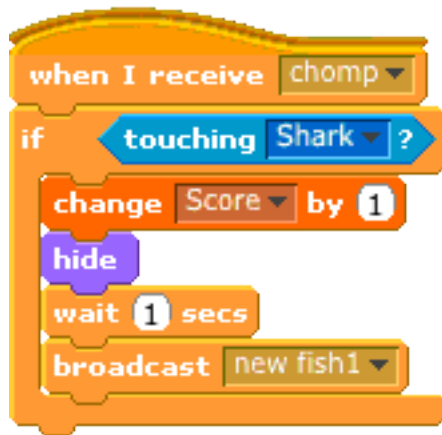 when I receive chomp
if touching Shark ?
change Score by 1
hide
wait 1 secs
broadcast new fish1